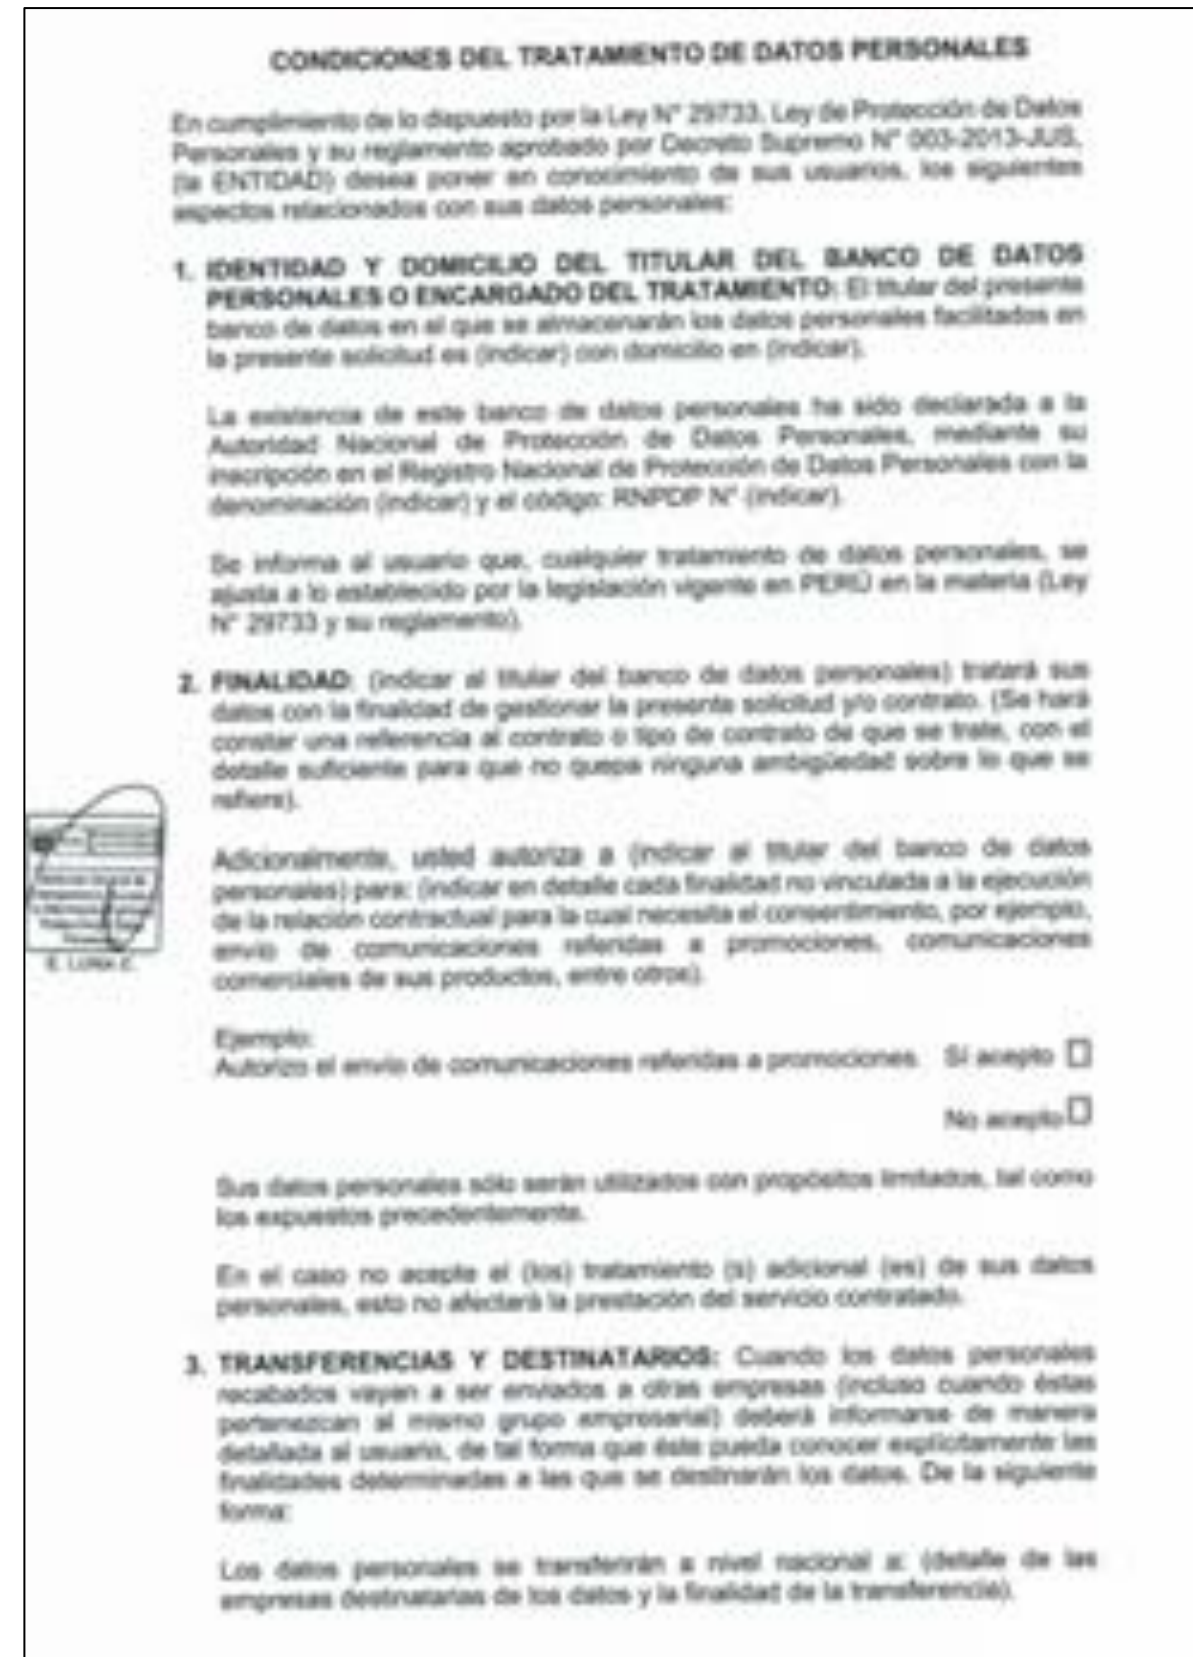 CONDICIONES DEL TRATAMIENTO DE DATOS PERSONALES
En cumplimiento de lo dispuesto por la Ley N° 29733, Ley de Protección de Datos
Personales y su reglamento aprobado por Decreto Supremo N° 003-2013-JUS,
(la ENTIDAD) desea poner en conocimiento de sus usuarios, los siguientes
aspectos relacionados con sus datos personales:
1. IDENTIDAD Y DOMICILIO DEL TITULAR DEL BANCO DE DATOS
PERSONALES O ENCARGADO DEL TRATAMIENTO: El titular del presente
banco de datos en el que se almacenarán los datos personales facilitados en
la presente solicitud es (indicar) con domicilio en (indicar).
La existencia de este banco de datos personales ha sido declarada a la
Autoridad Nacional de Protección de Datos Personales, mediante su
inscripción en el Registro Nacional de Protección de Datos Personales con la
denominación (indicar) y el código: RNPDP N° (indicar).
Se informa al usuario que, cualquier tratamiento de datos personales, se
ajusta a lo establecido por la legislación vigente en PERÚ en la materia (Ley
N° 29733 y su reglamento).
2. FINALIDAD: (indicar al titular del banco de datos personales) tratará sus
datos con la finalidad de gestionar la presente solicitud y/o contrato. (Se hará
constar una referencia al contrato o tipo de contrato de que se trate, con el
detalle suficiente para que no quepa ninguna ambigüedad sobre lo que se
refiere).
Adicionalmente, usted autoriza a (indicar al titular del banco de datos
personales) para: (indicar en detalle cada finalidad no vinculada a la ejecución
de la relación contractual para la cual necesita el consentimiento, por ejemplo,
envío de comunicaciones referidas a promociones, comunicaciones
comerciales de sus productos, entre otros).
E. LUNA C.
Ejemplo:
Autorizo el envío de comunicaciones referidas a promociones. Sí acepto
No acepto
Sus datos personales sólo serán utilizados con propósitos limitados, tal como
los expuestos precedentemente.
En el caso no acepte el (los) tratamiento (s) adicional (es) de sus datos
personales, esto no afectará la prestación del servicio contratado.
3. TRANSFERENCIAS Y DESTINATARIOS: Cuando los datos personales
recabados vayan a ser enviados a otras empresas (incluso cuando éstas
pertenezcan al mismo grupo empresarial) deberá informarse de manera
detallada al usuario, de tal forma que éste pueda conocer explícitamente las
finalidades determinadas a las que se destinarán los datos. De la siguiente
forma:
Los datos personales se transferirán a nivel nacional a: (detalle de las
empresas destinatarias de los datos y la finalidad de la transferencia).